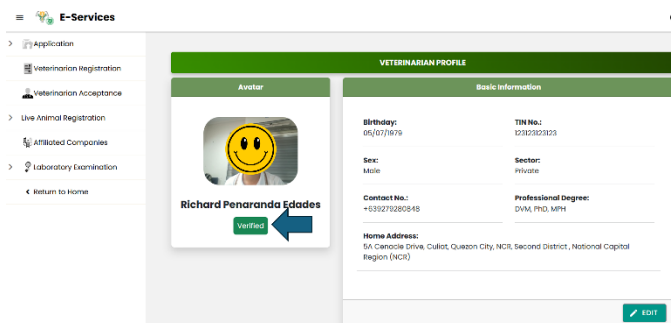 E-Services
Application
Veterinarian Registration
Veterinarian Acceptance
Live Animal Registration
Affiliated Companies
Laboratory Examination
Return to Home
VETERINARIAN PROFILE
Avatar
Richard Penaranda Edades
Verified
Basic Information
Birthday: TIN No.:
05/07/1979 123123123123
Sex: Sector:
Male Private
Contact No.: Professional Degree:
+639279280848 DVM, PhD, MPH
Home Address:
5A Cenacle Drive, Culiat, Quezon City, NCR, Second District , National Capital
Region (NCR)
EDIT